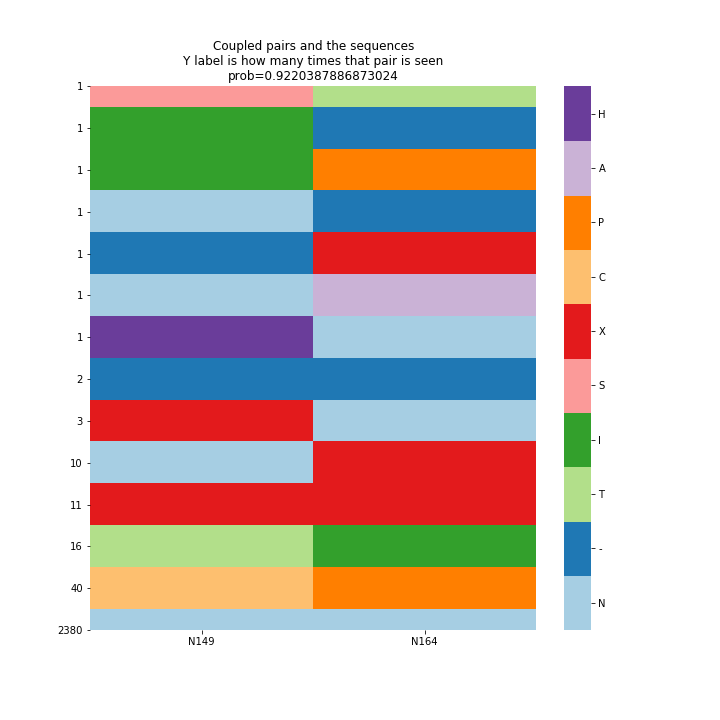 Coupled pairs and the sequences
Y label is how many times that pair is seen
prob=0.9220387886873024
1
1
1
1
1
1
1
2
3
10
11
16
40
2380
N149 N164
H
A
P
C
X
S
I
T
-
N